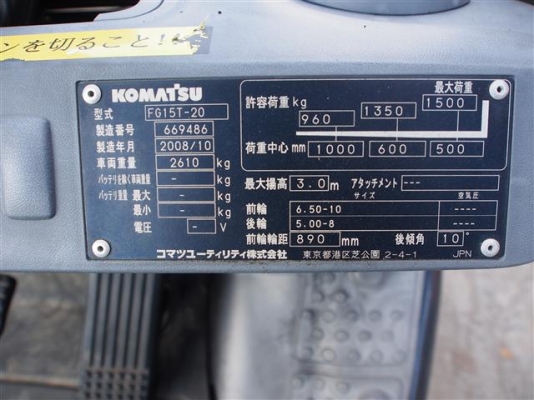 ンを切ること!!
KOMATSU
型式 FG15T-20
製造番号 669486
製造年月 2008/10
車両重量 2610 kg
バッテリを除く車両重量 - kg
バッテリ重量 最大 - kg
最小 - kg
電圧 - V
コマツユーティリティ株式会社
最大荷重
許容荷重 kg 960 1350 1500
荷重中心 mm 1000 600 500
最大揚高 3.0 m アタッチメント ---
サイズ 空気圧
前輪 6.50-10 ----
後輪 5.00-8 ----
前輪輪距 890 mm 後傾角 10°
東京都港区芝公園 2-4-1 JPN